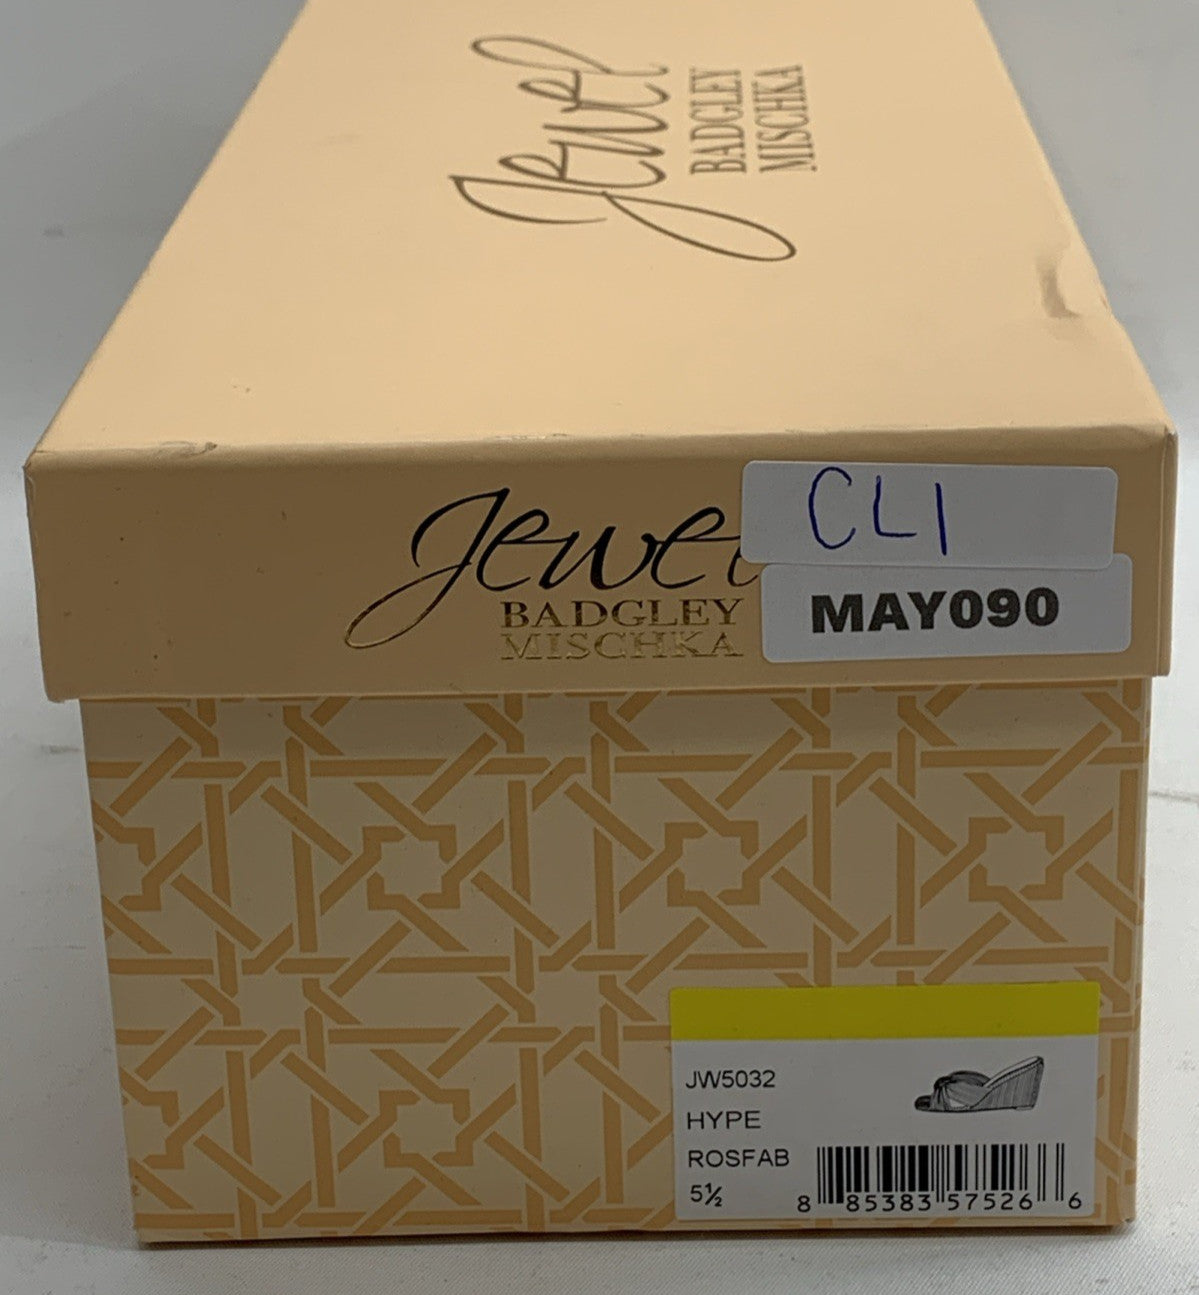 Jewel
BADGLEY
MISCHKA
Jewel
BADGLEY
MISCHKA
CL1
MAY090
JW5032
HYPE
ROSFAB
5½
8 85383 57526 6